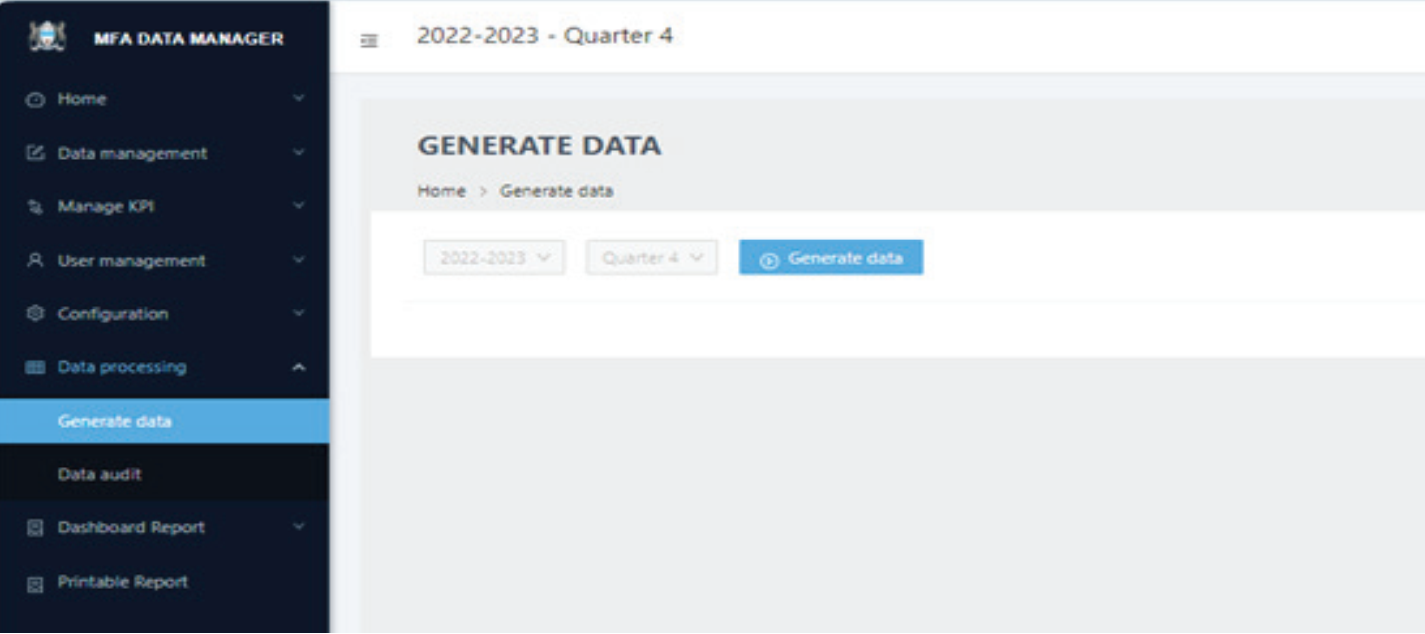 MFA DATA MANAGER
Home
Data management
Manage KPI
User management
Configuration
Data processing
Generate data
Data audit
Dashboard Report
Printable Report
2022-2023 - Quarter 4
GENERATE DATA
Home > Generate data
2022-2023 Quarter 4 Generate data